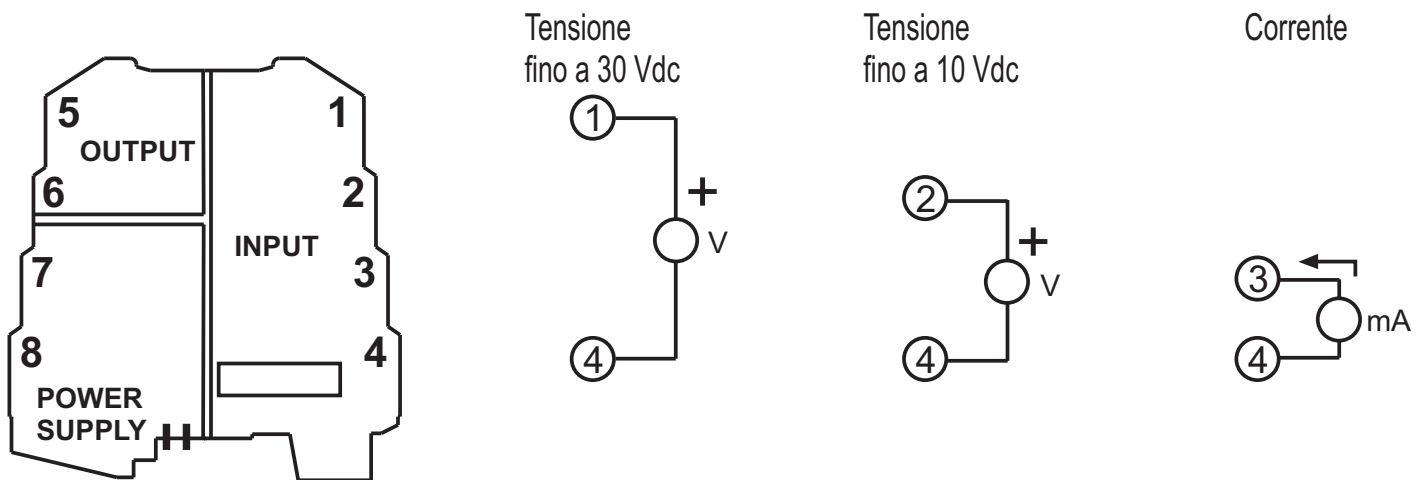 5
OUTPUT
6
7
8
POWER
SUPPLY
1
2
INPUT
3
4
Tensione
fino a 30 Vdc
1
+
V
4
Tensione
fino a 10 Vdc
2
+
V
4
Corrente
3
mA
4